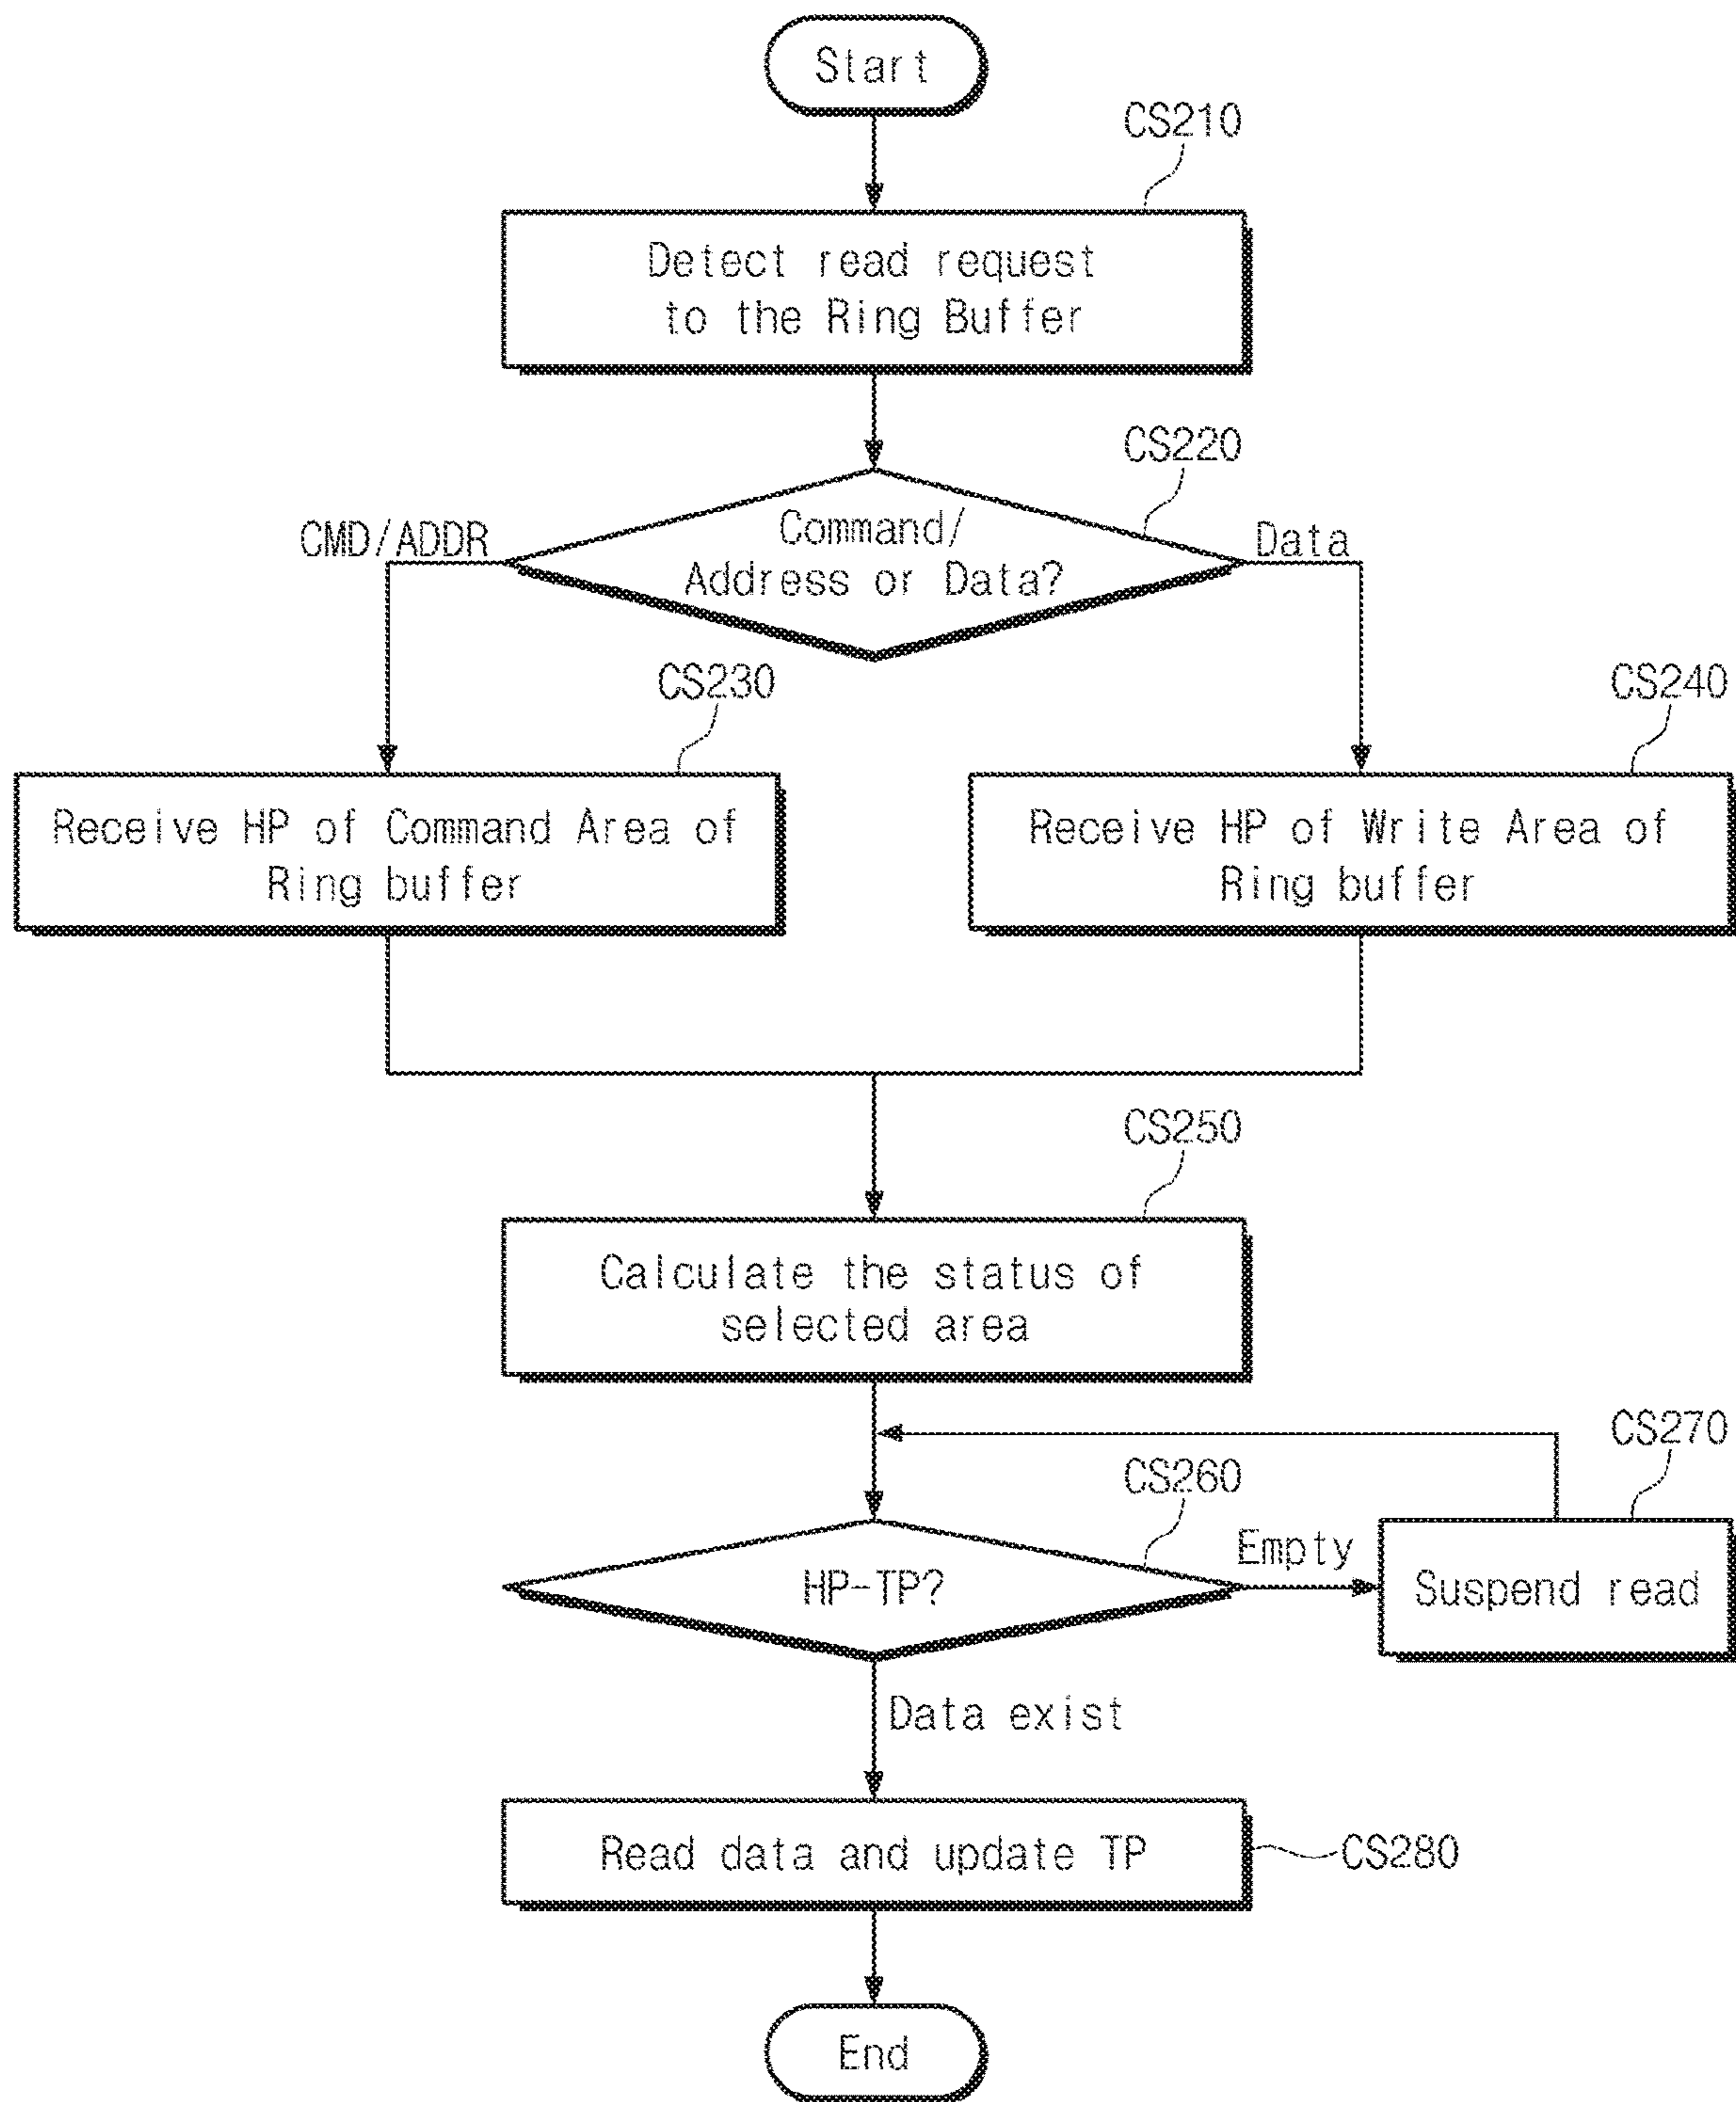 Start
CS210
Detect read request
to the Ring Buffer
CS220
Command/
Address or Data?
CMD/ADDR
Data
CS230
Receive HP of Command Area of
Ring buffer
CS240
Receive HP of Write Area of
Ring buffer
CS250
Calculate the status of
selected area
CS260
HP-TP?
Empty
CS270
Suspend read
Data exist
Read data and update TP
CS280
End